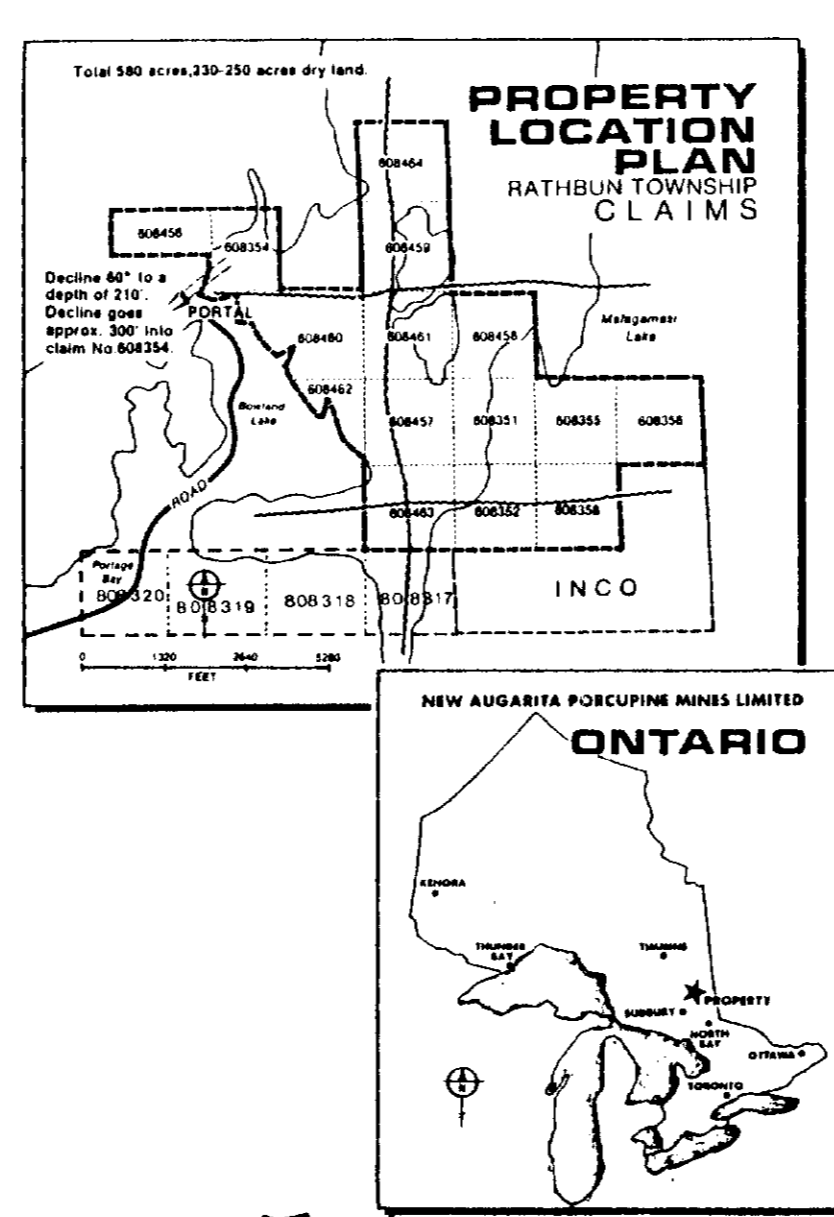 Total 580 acres, 230-250 acres dry land.
PROPERTY
LOCATION
PLAN
RATHBUN TOWNSHIP
CLAIMS
608464
608456
608354
608459
Decline 60° to a
depth of 210'.
Decline goes
approx. 300' into
claim No.608354.
PORTAL
608460
608461
608458
Matagamasi
Lake
608462
Bowland
Lake
608457
608351
608355
608356
ROAD
608463
608352
608358
Portage
Bay
808320
808319
808318
808317
INCO
N
0
1320
2640
5280
FEET
NEW AUGARITA PORCUPINE MINES LIMITED
ONTARIO
KENORA
THUNDER
BAY
TIMMINS
PROPERTY
SUDBURY
NORTH
BAY
OTTAWA
TORONTO
N